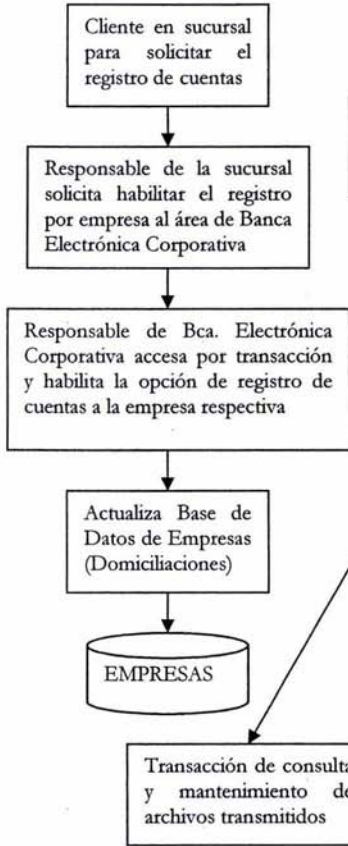 Cliente en sucursal
para solicitar el
registro de cuentas
Responsable de la sucursal
solicita habilitar el registro
por empresa al área de Banca
Electrónica Corporativa
Responsable de Bca. Electrónica
Corporativa accesa por transacción
y habilita la opción de registro de
cuentas a la empresa respectiva
Actualiza Base de
Datos de Empresas
(Domiciliaciones)
EMPRESAS
Transacción de consulta
y mantenimiento de
archivos transmitidos